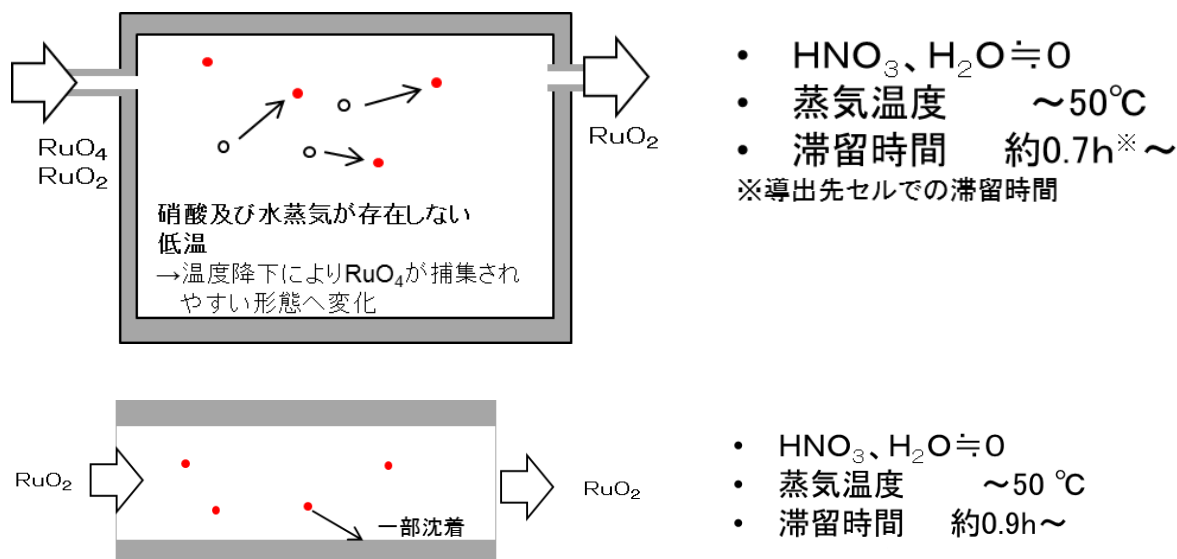 RuO₄
RuO₂
RuO₂
硝酸及び水蒸気が存在しない
低温
→温度降下によりRuO₄が捕集され
やすい形態へ変化
• HNO₃、H₂O≒0
• 蒸気温度 ～50℃
• 滞留時間 約0.7h※～
※導出先セルでの滞留時間
RuO₂
一部沈着
RuO₂
• HNO₃、H₂O≒0
• 蒸気温度 ～50 ℃
• 滞留時間 約0.9h～